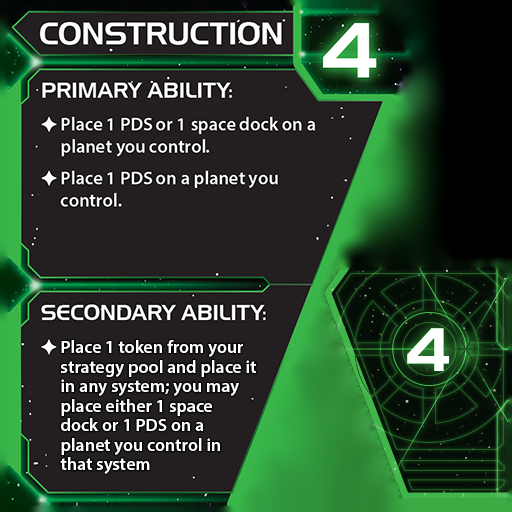 CONSTRUCTION
4
PRIMARY ABILITY:
Place 1 PDS or 1 space dock on a
planet you control.
Place 1 PDS on a planet you
control.
SECONDARY ABILITY:
Place 1 token from your
strategy pool and place it
in any system; you may
place either 1 space
dock or 1 PDS on a
planet you control in
that system
4